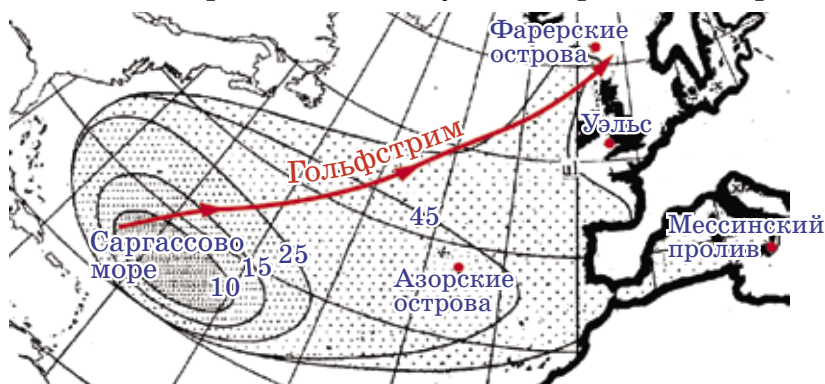 Фарерские
острова
Уэльс
Гольфстрим
45
Мессинский
пролив
Саргассово
море
25
15
10
Азорские
острова